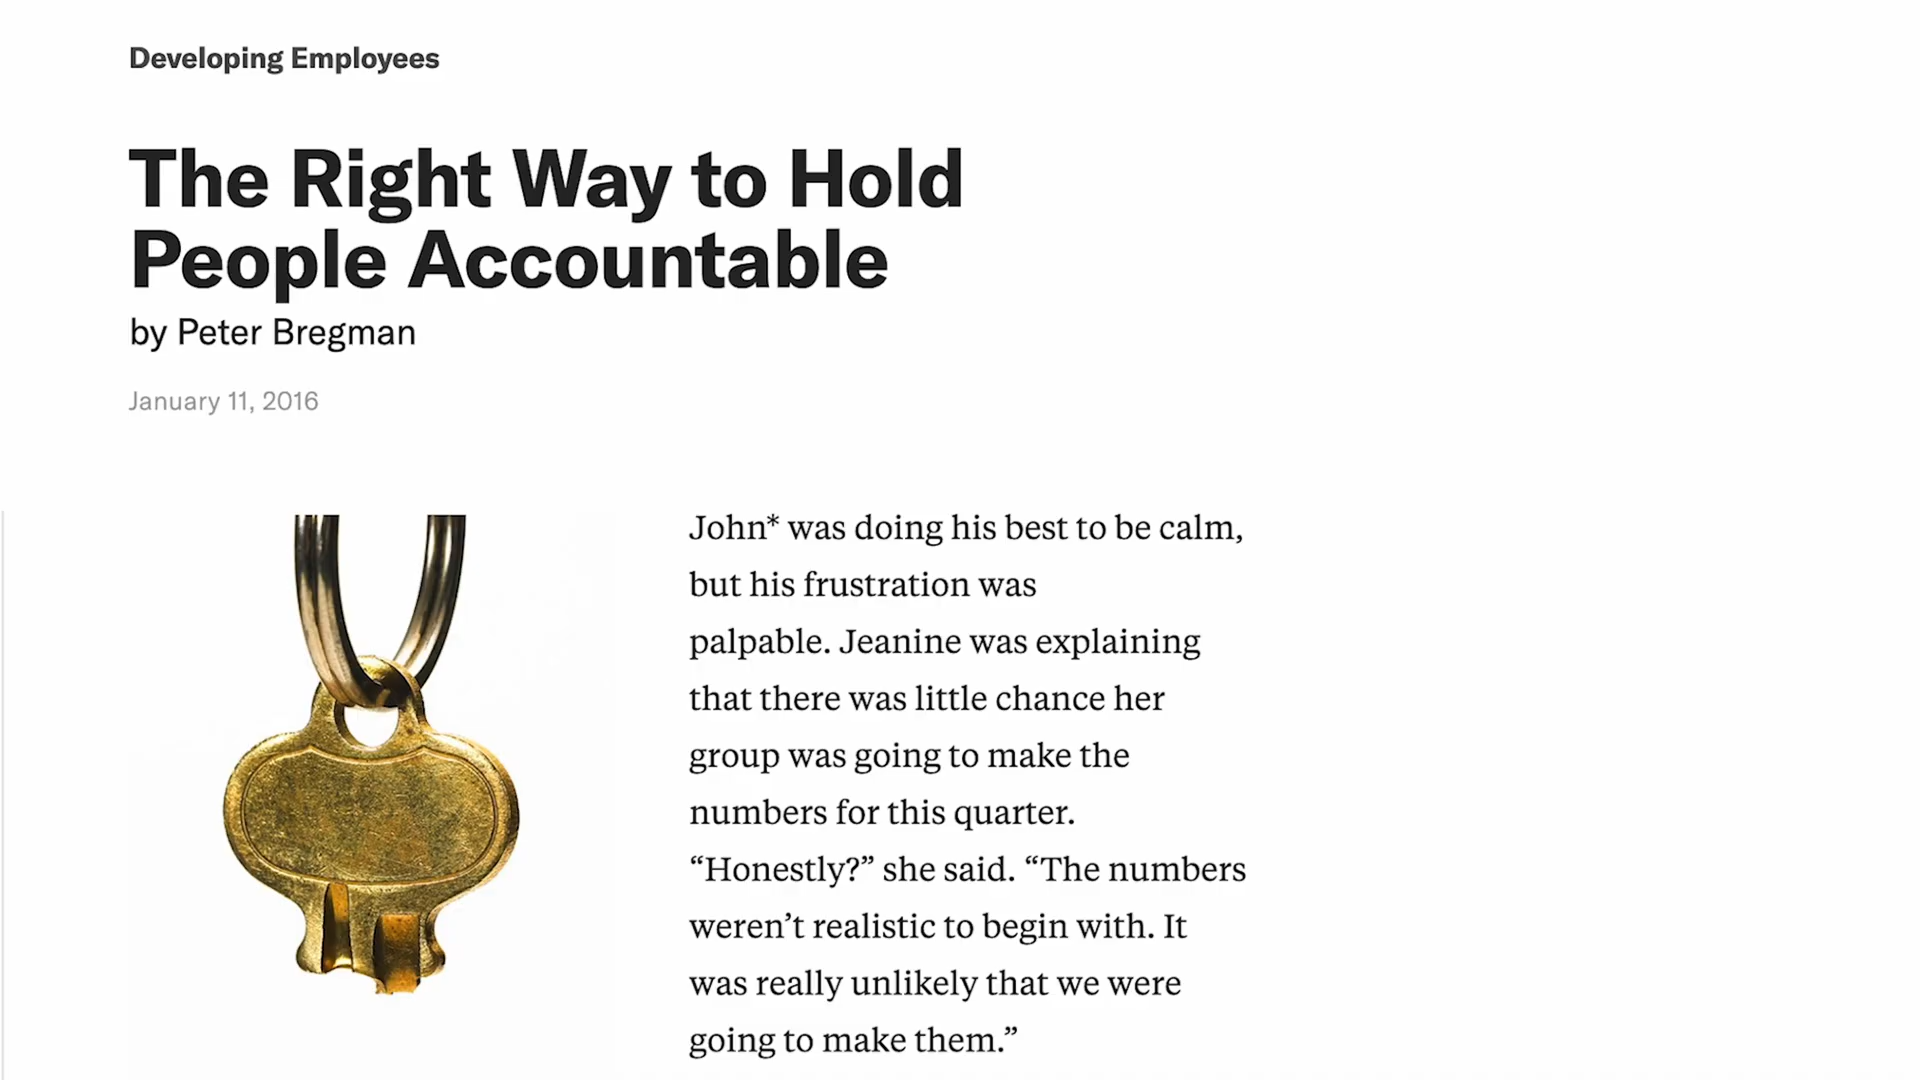 Developing Employees
The Right Way to Hold
People Accountable
by Peter Bregman
January 11, 2016
John* was doing his best to be calm,
but his frustration was
palpable. Jeanine was explaining
that there was little chance her
group was going to make the
numbers for this quarter.
“Honestly?” she said. “The numbers
weren’t realistic to begin with. It
was really unlikely that we were
going to make them.”